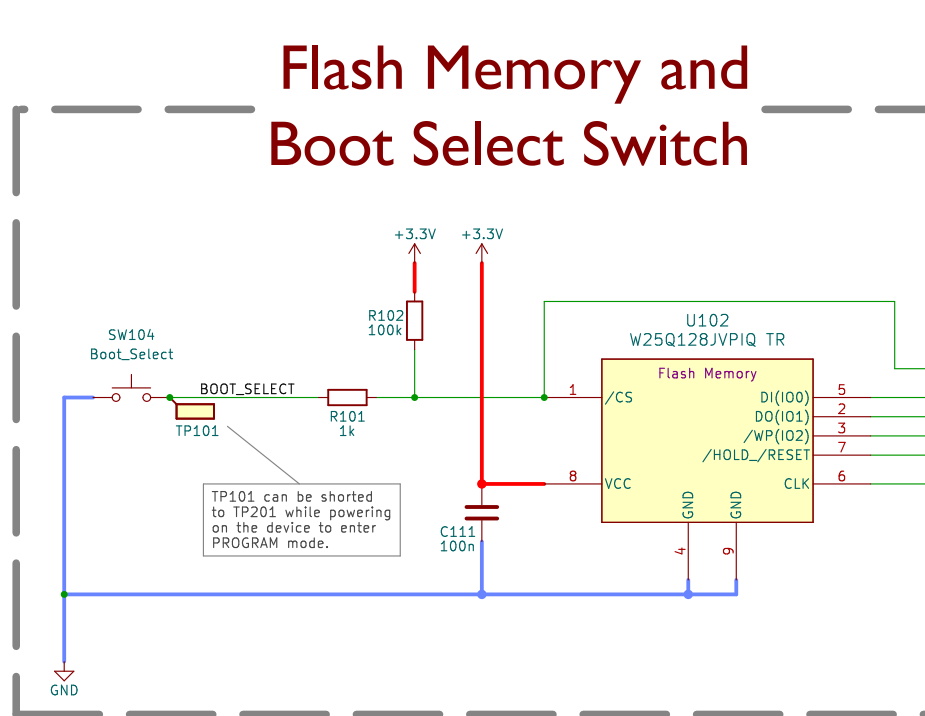 Flash Memory and
Boot Select Switch
+3.3V
+3.3V
R102
100k
U102
W25Q128JVPIQ TR
SW104
Boot_Select
Flash Memory
BOOT_SELECT
R101
1k
TP101
1
/CS
DI(IO0)
5
DO(IO1)
2
/WP(IO2)
3
/HOLD_/RESET
7
8
VCC
CLK
6
GND
GND
4
9
TP101 can be shorted
to TP201 while powering
on the device to enter
PROGRAM mode.
C111
100n
GND